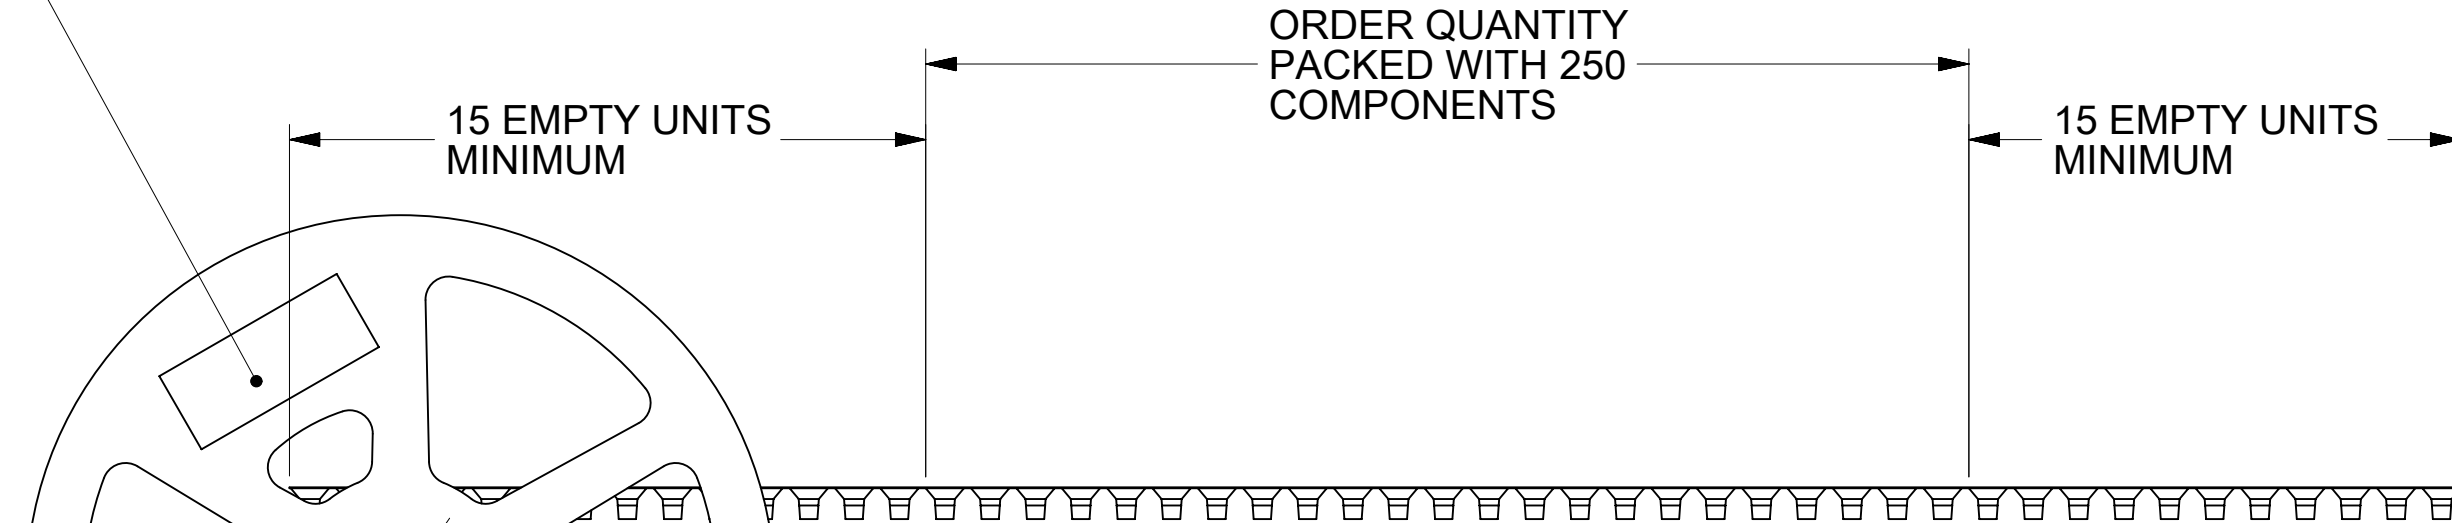 15 EMPTY UNITS
MINIMUM
ORDER QUANTITY
PACKED WITH 250
COMPONENTS
15 EMPTY UNITS
MINIMUM